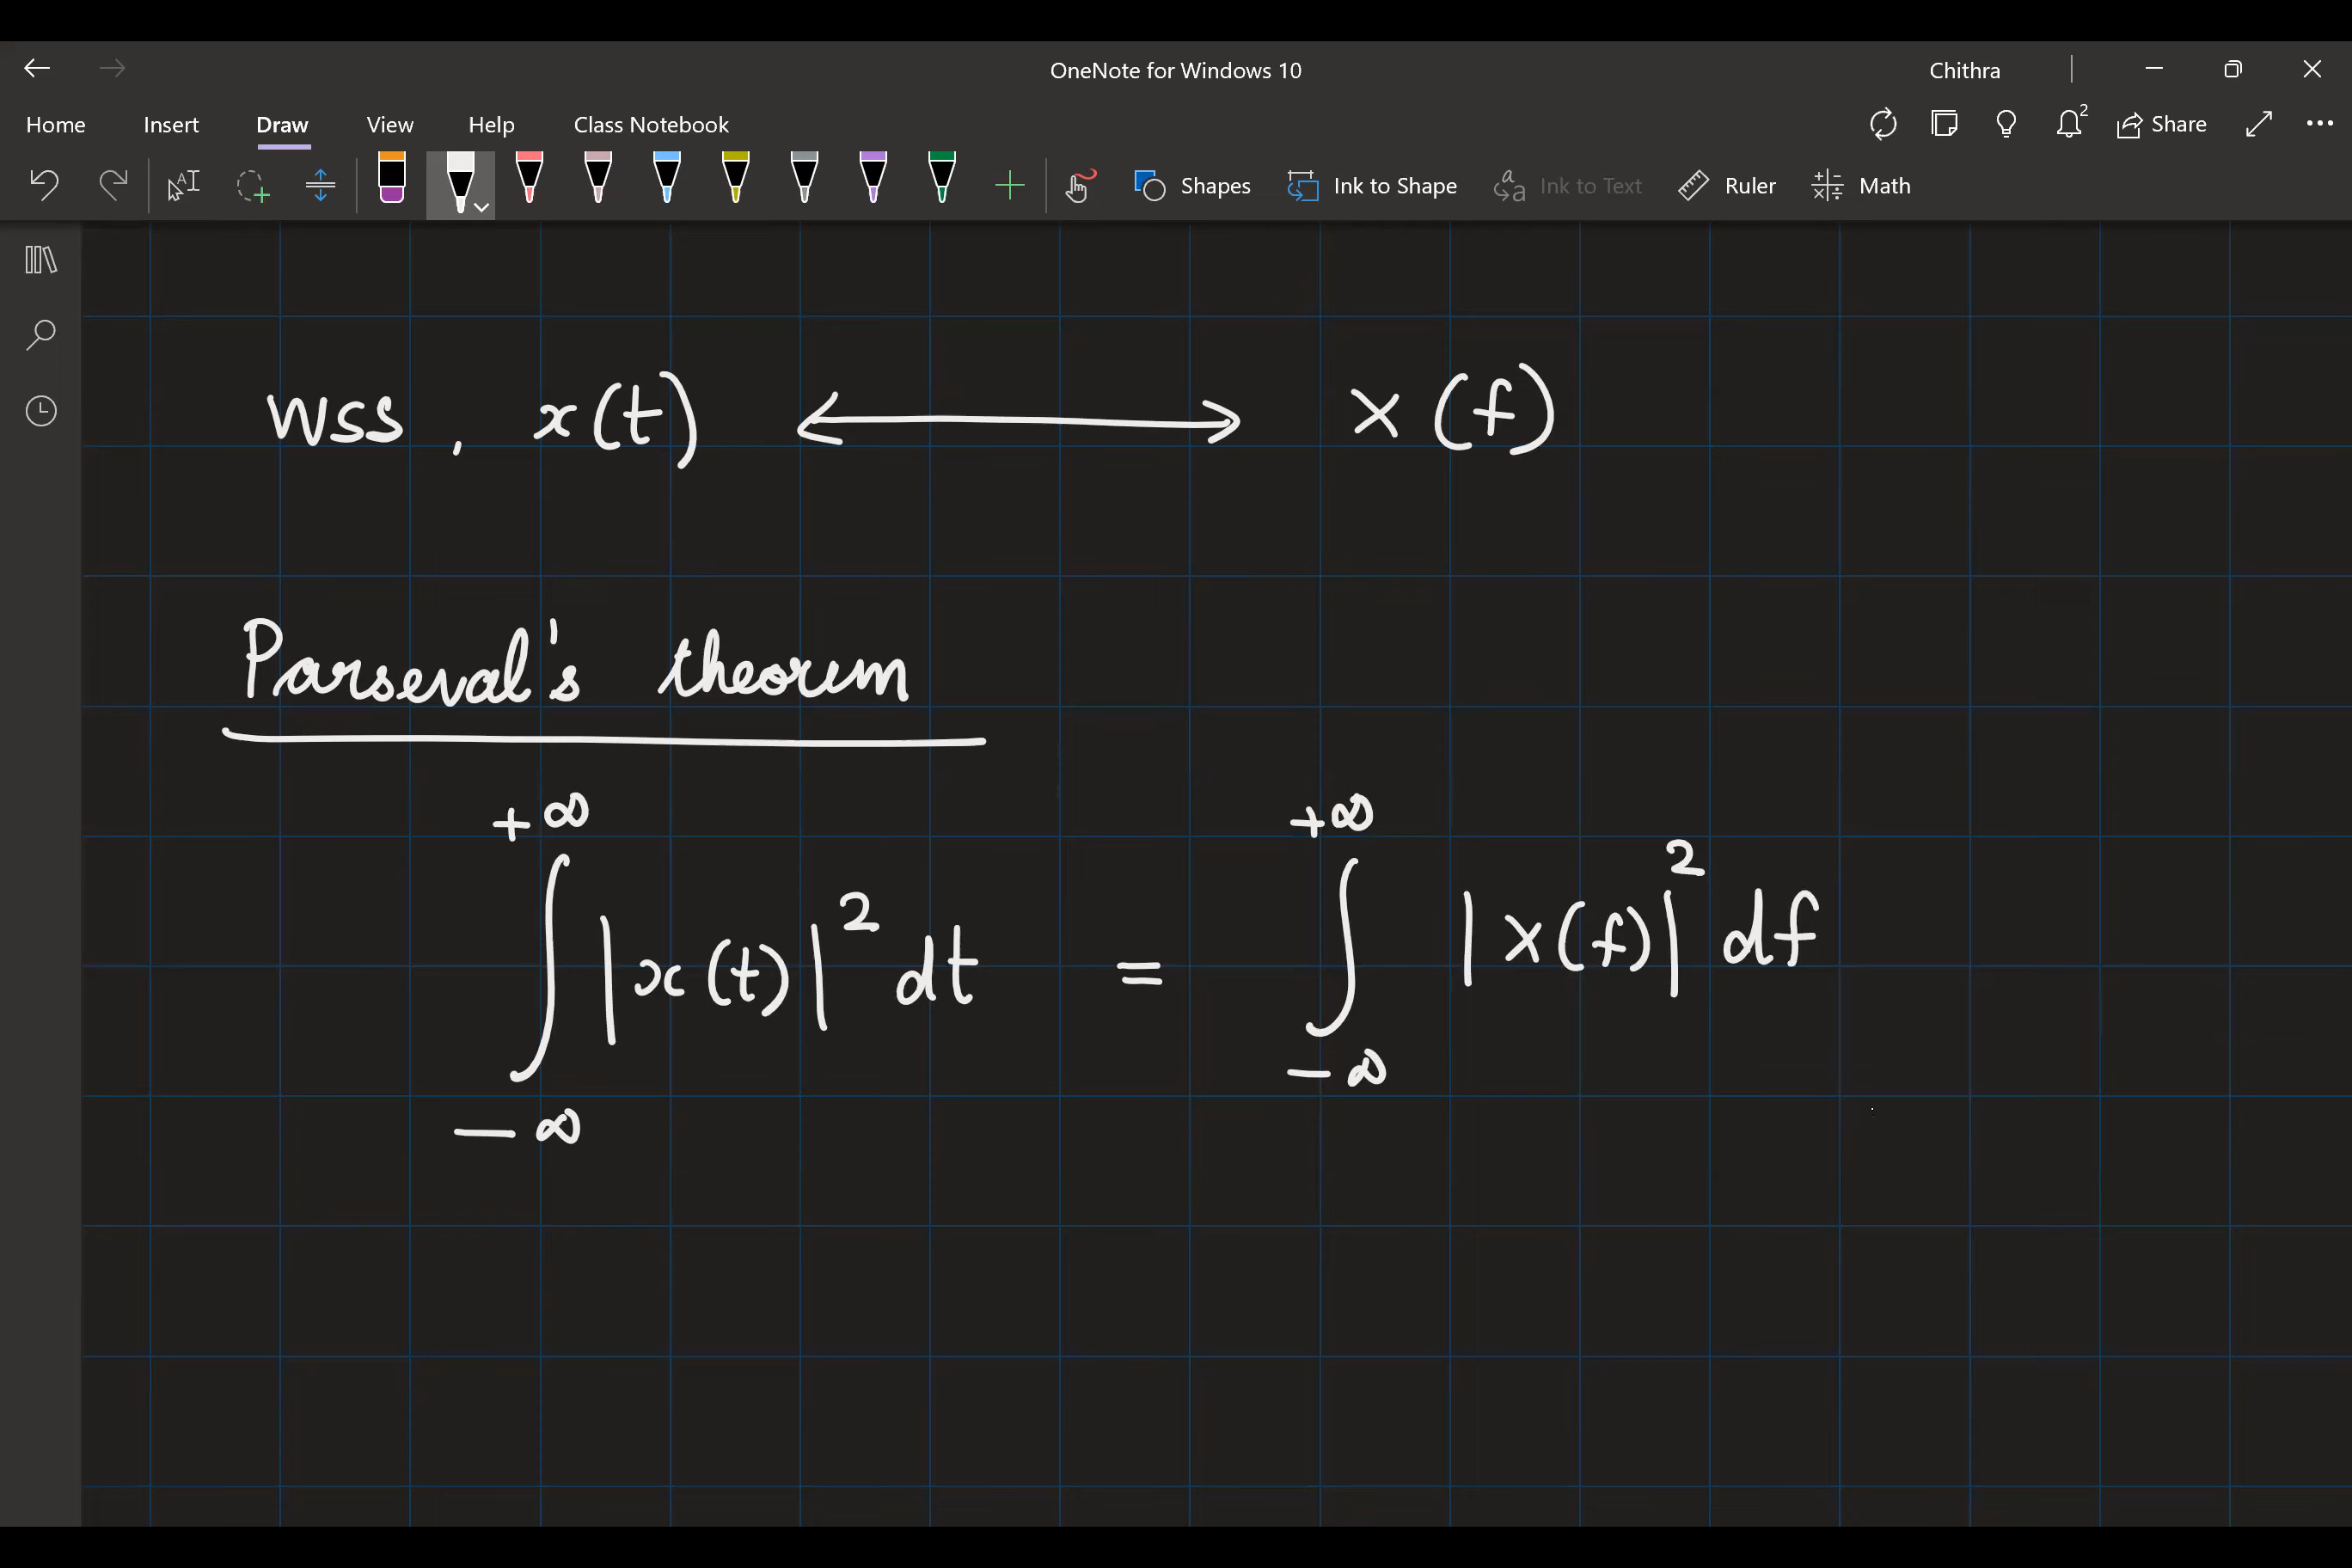 OneNote for Windows 10 Chithra
Home Insert Draw View Help Class Notebook 2 Share
Shapes Ink to Shape Ink to Text Ruler Math
WSS, x(t) ⟷ X(f)
Parseval's theorem
+∞ +∞
∫ |x(t)|² dt = ∫ |X(f)|² df
-∞ -∞